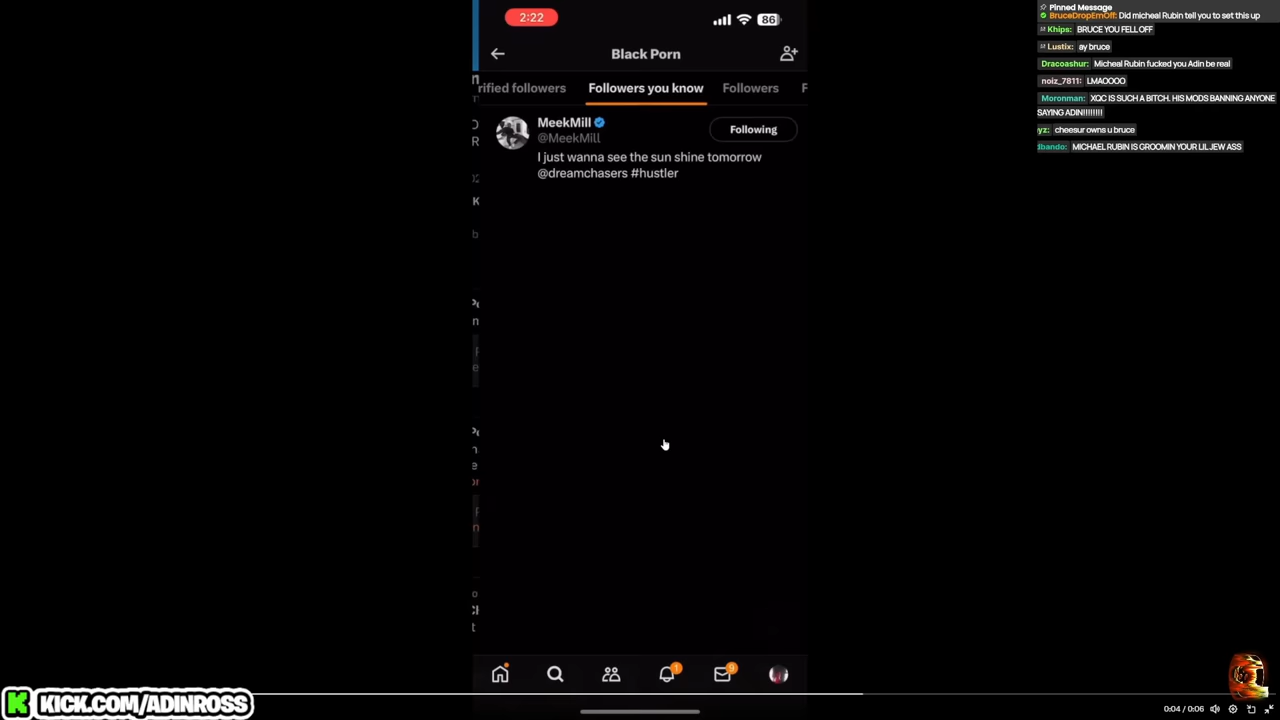 2:22
86
Black Porn
rified followers
Followers you know
Followers
F
MeekMill
@MeekMill
Following
I just wanna see the sun shine tomorrow
@dreamchasers #hustler
1
9
KICK.COM/ADINROSS
Pinned Message
BruceDropEmOff: Did micheal Rubin tell you to set this up
Khips: BRUCE YOU FELL OFF
Lustix: ay bruce
Dracoashur: Micheal Rubin fucked you Adin be real
noiz_7811: LMAOOOO
Moronman: XQC IS SUCH A BITCH. HIS MODS BANNING ANYONE
SAYING ADIN!!!!!!!!!
yz: cheesur owns u bruce
dbando: MICHAEL RUBIN IS GROOMIN YOUR LIL JEW ASS
0:04 / 0:06